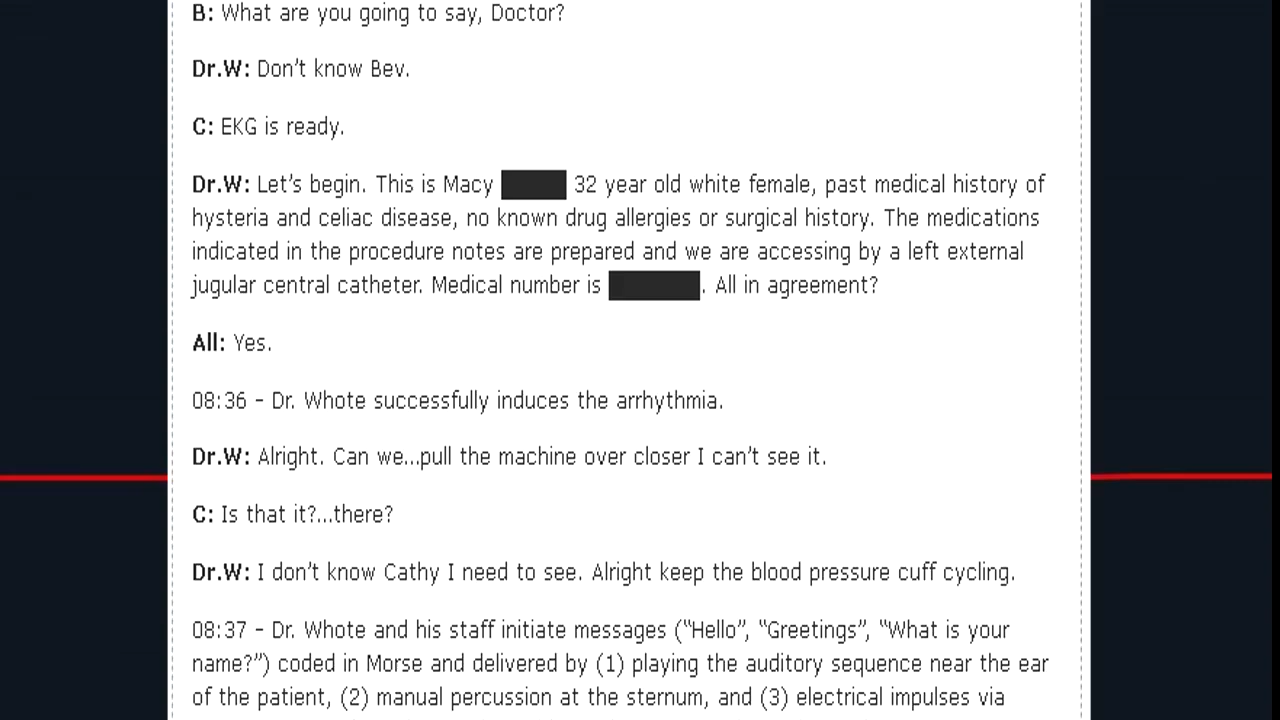 B: What are you going to say, Doctor?
Dr.W: Don't know Bev.
C: EKG is ready.
Dr.W: Let's begin. This is Macy 32 year old white female, past medical history of
hysteria and celiac disease, no known drug allergies or surgical history. The medications
indicated in the procedure notes are prepared and we are accessing by a left external
jugular central catheter. Medical number is . All in agreement?
All: Yes.
08:36 – Dr. Whote successfully induces the arrhythmia.
Dr.W: Alright. Can we...pull the machine over closer I can't see it.
C: Is that it?...there?
Dr.W: I don't know Cathy I need to see. Alright keep the blood pressure cuff cycling.
08:37 – Dr. Whote and his staff initiate messages (“Hello”, “Greetings”, “What is your
name?”) coded in Morse and delivered by (1) playing the auditory sequence near the ear
of the patient, (2) manual percussion at the sternum, and (3) electrical impulses via